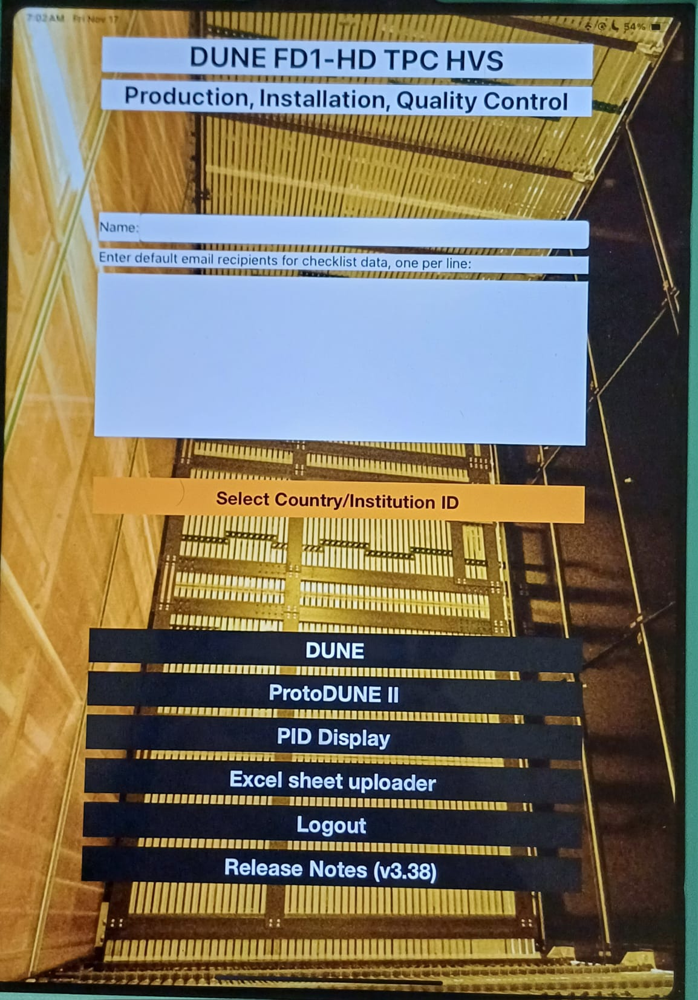 7:02 AM Fri Nov 17
54%
DUNE FD1-HD TPC HVS
Production, Installation, Quality Control
Name:
Enter default email recipients for checklist data, one per line:
Select Country/Institution ID
DUNE
ProtoDUNE II
PID Display
Excel sheet uploader
Logout
Release Notes (v3.38)